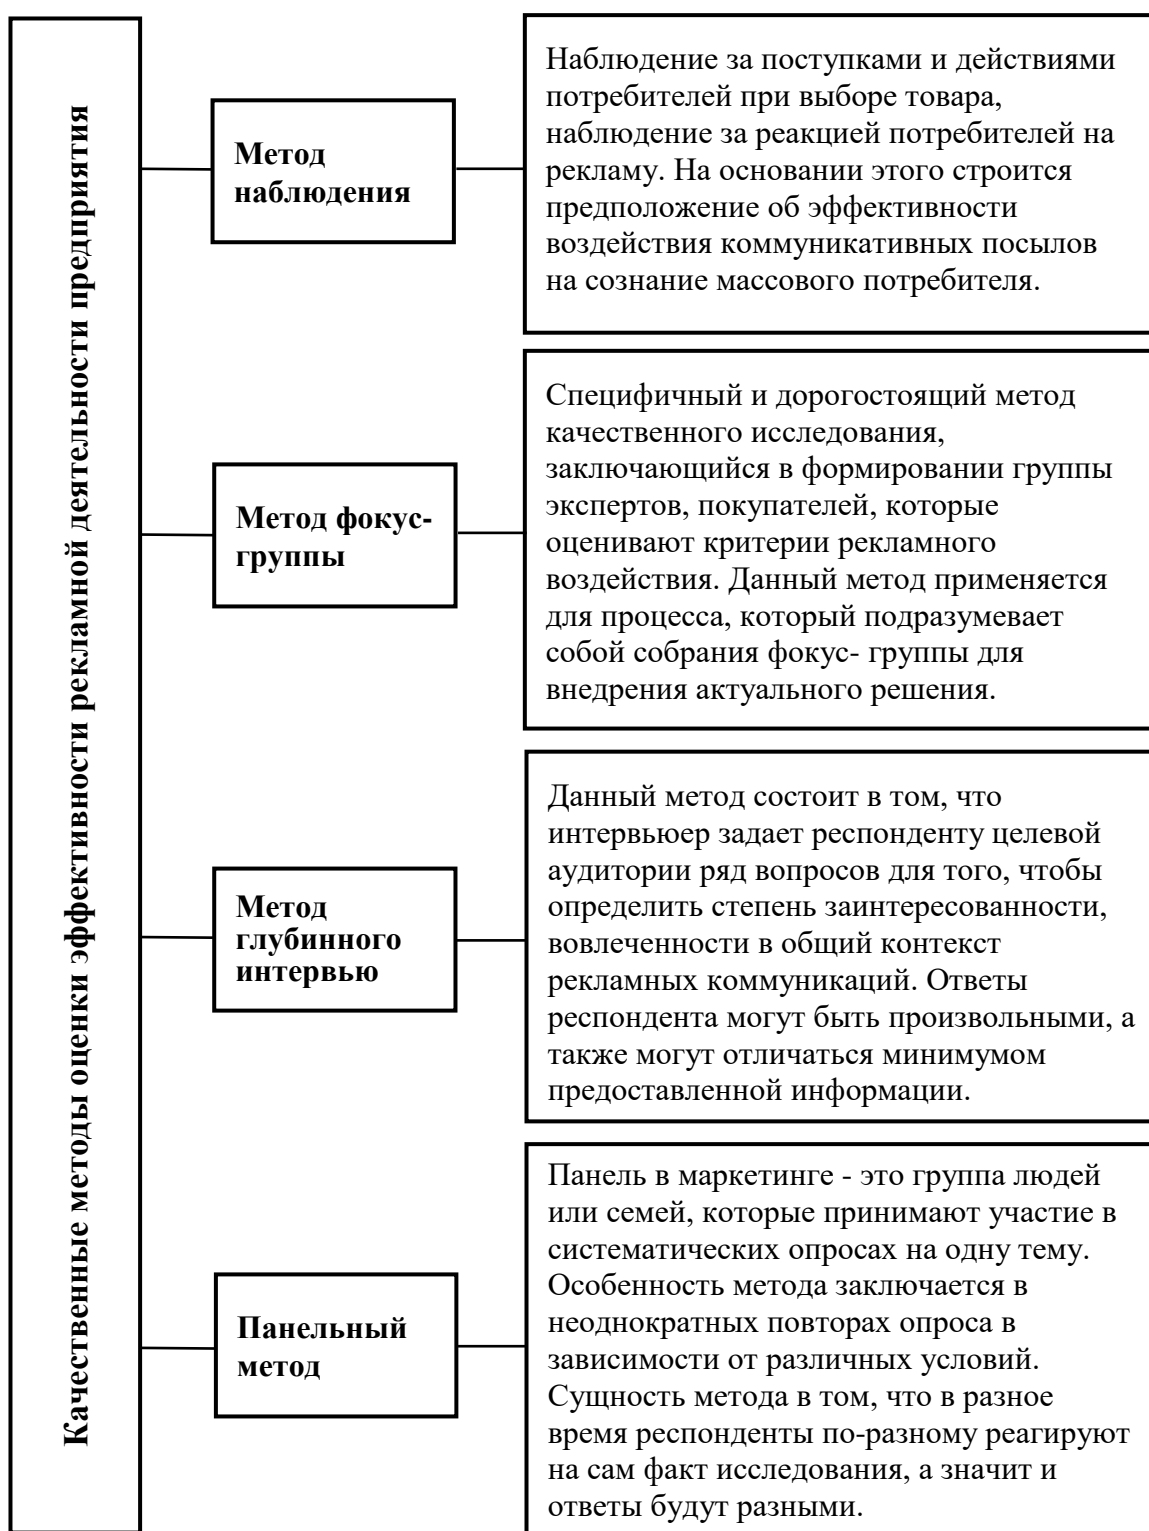 Качественные методы оценки эффективности рекламной деятельности предприятия
Метод
наблюдения
Наблюдение за поступками и действиями
потребителей при выборе товара,
наблюдение за реакцией потребителей на
рекламу. На основании этого строится
предположение об эффективности
воздействия коммуникативных посылов
на сознание массового потребителя.
Метод фокус-
группы
Специфичный и дорогостоящий метод
качественного исследования,
заключающийся в формировании группы
экспертов, покупателей, которые
оценивают критерии рекламного
воздействия. Данный метод применяется
для процесса, который подразумевает
собой собрания фокус- группы для
внедрения актуального решения.
Метод
глубинного
интервью
Данный метод состоит в том, что
интервьюер задает респонденту целевой
аудитории ряд вопросов для того, чтобы
определить степень заинтересованности,
вовлеченности в общий контекст
рекламных коммуникаций. Ответы
респондента могут быть произвольными, а
также могут отличаться минимумом
предоставленной информации.
Панельный
метод
Панель в маркетинге - это группа людей
или семей, которые принимают участие в
систематических опросах на одну тему.
Особенность метода заключается в
неоднократных повторах опроса в
зависимости от различных условий.
Сущность метода в том, что в разное
время респонденты по-разному реагируют
на сам факт исследования, а значит и
ответы будут разными.